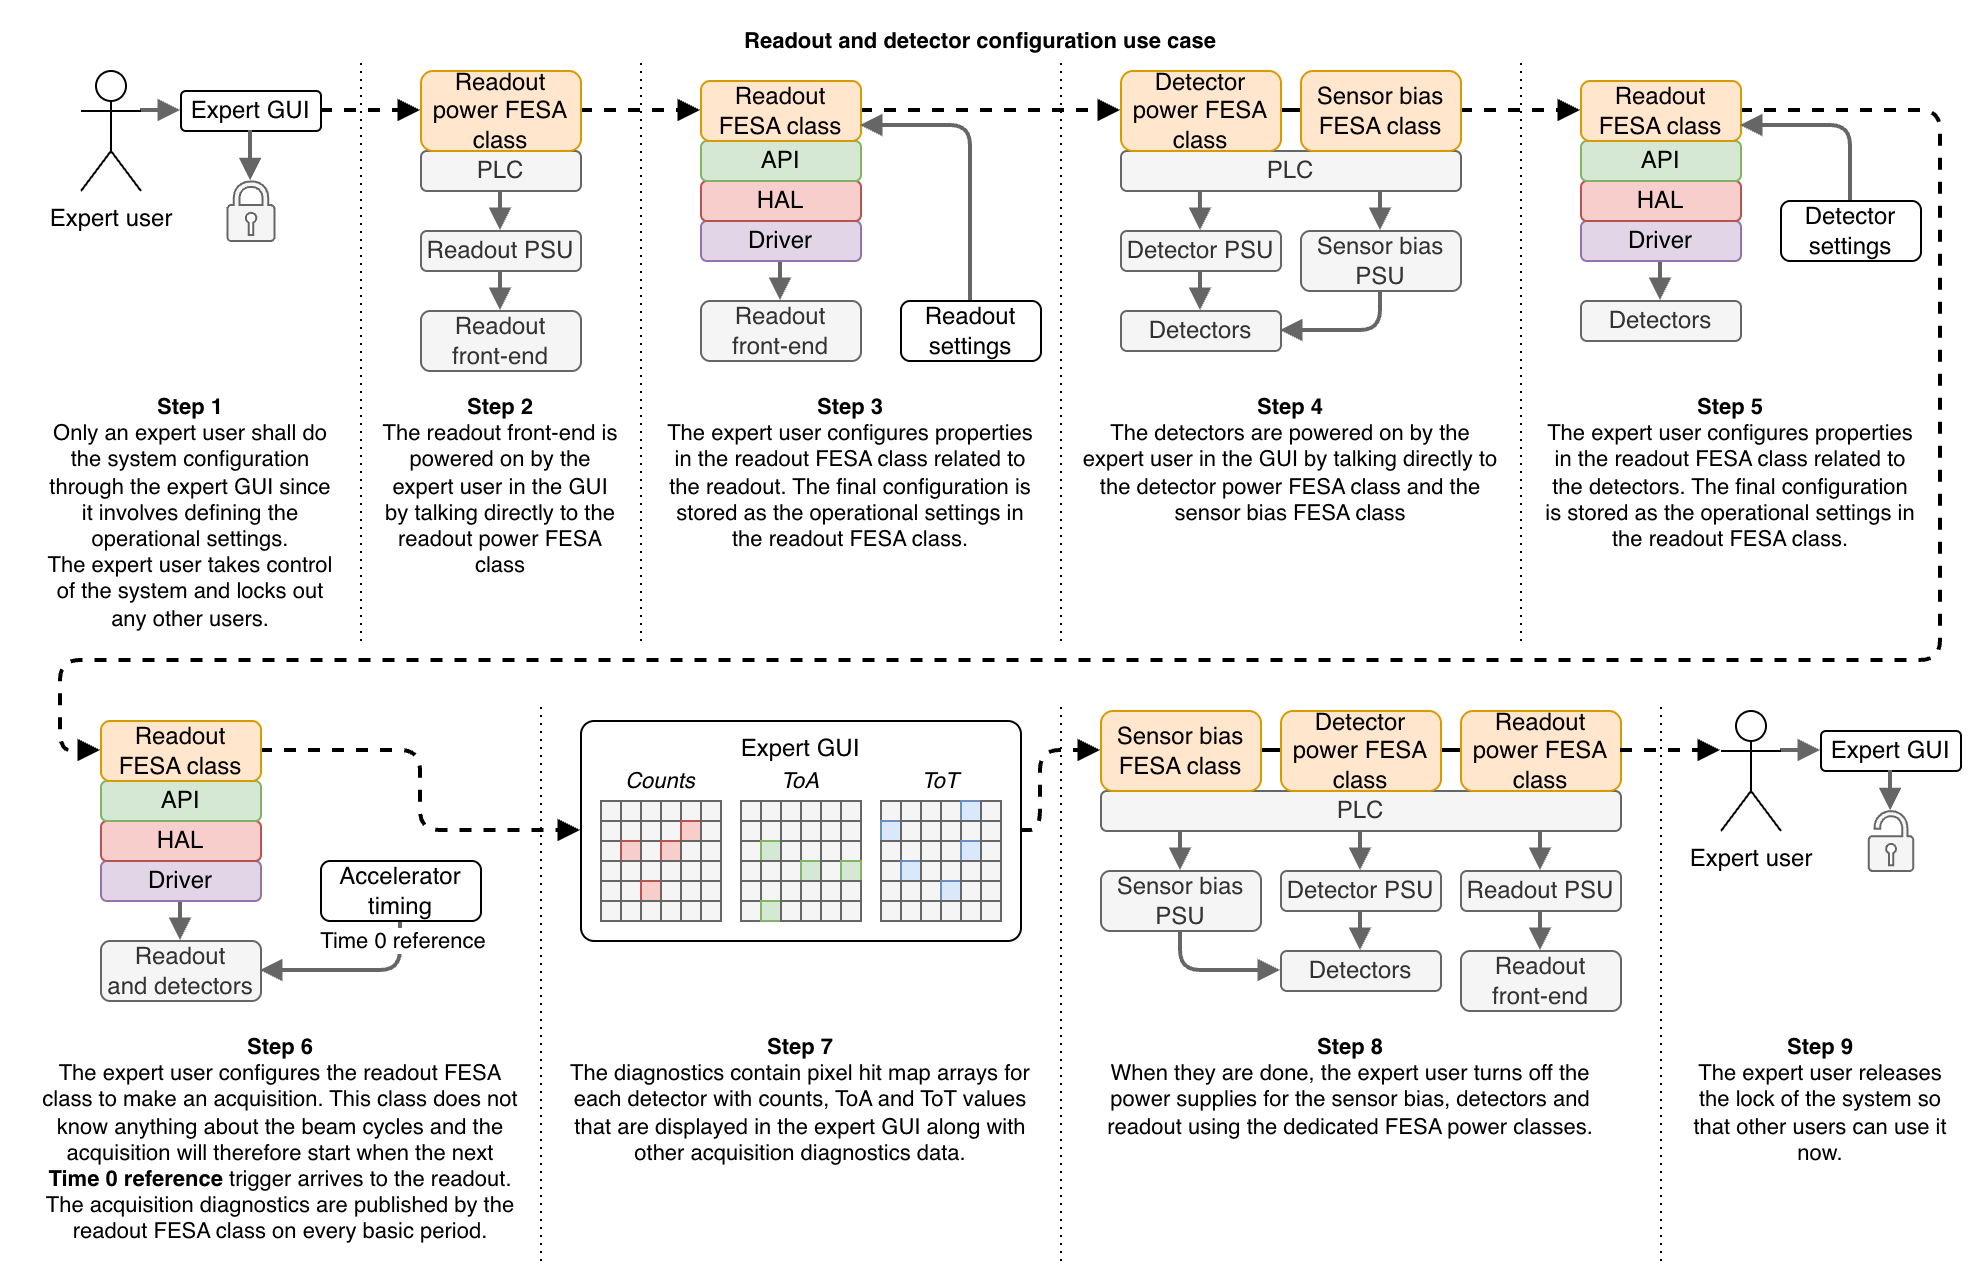 Readout and detector configuration use case
Expert user
Expert GUI
Step 1
Only an expert user shall do
the system configuration
through the expert GUI since
it involves defining the
operational settings.
The expert user takes control
of the system and locks out
any other users.
Readout
power FESA
class
PLC
Readout PSU
Readout
front-end
Step 2
The readout front-end is
powered on by the
expert user in the GUI
by talking directly to the
readout power FESA
class
Readout
FESA class
API
HAL
Driver
Readout
front-end
Readout
settings
Step 3
The expert user configures properties
in the readout FESA class related to
the readout. The final configuration is
stored as the operational settings in
the readout FESA class.
Detector
power FESA
class
Sensor bias
FESA class
PLC
Detector PSU
Sensor bias
PSU
Detectors
Step 4
The detectors are powered on by the
expert user in the GUI by talking directly to
the detector power FESA class and the
sensor bias FESA class
Readout
FESA class
API
HAL
Driver
Detectors
Detector
settings
Step 5
The expert user configures properties
in the readout FESA class related to
the detectors. The final configuration
is stored as the operational settings in
the readout FESA class.
Readout
FESA class
API
HAL
Driver
Readout
and detectors
Accelerator
timing
Time 0 reference
Step 6
The expert user configures the readout FESA
class to make an acquisition. This class does not
know anything about the beam cycles and the
acquisition will therefore start when the next
Time 0 reference trigger arrives to the readout.
The acquisition diagnostics are published by the
readout FESA class on every basic period.
Expert GUI
Counts
ToA
ToT
Step 7
The diagnostics contain pixel hit map arrays for
each detector with counts, ToA and ToT values
that are displayed in the expert GUI along with
other acquisition diagnostics data.
Sensor bias
FESA class
Detector
power FESA
class
Readout
power FESA
class
PLC
Sensor bias
PSU
Detector PSU
Readout PSU
Detectors
Readout
front-end
Step 8
When they are done, the expert user turns off the
power supplies for the sensor bias, detectors and
readout using the dedicated FESA power classes.
Expert user
Expert GUI
Step 9
The expert user releases
the lock of the system so
that other users can use it
now.